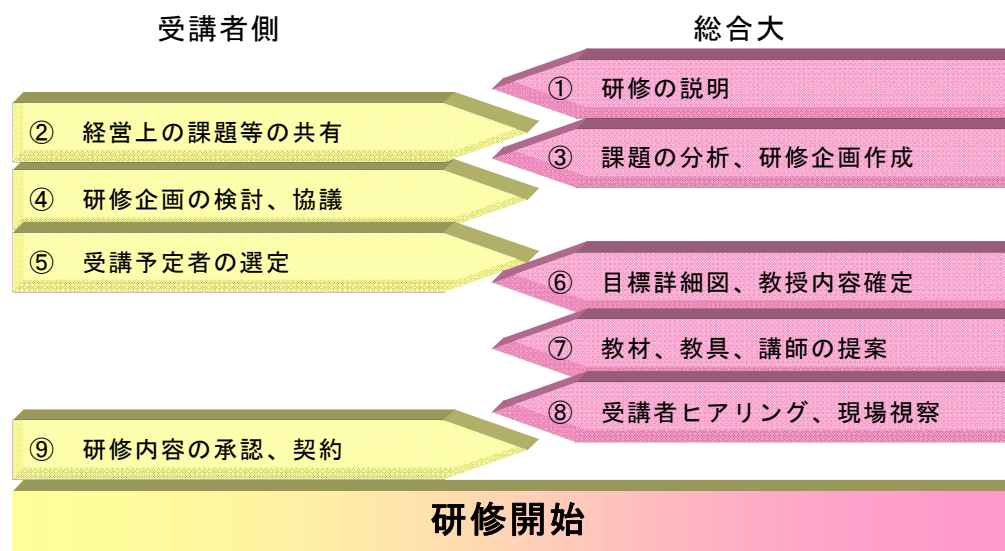 受講者側
総合大
① 研修の説明
② 経営上の課題等の共有
③ 課題の分析、研修企画作成
④ 研修企画の検討、協議
⑤ 受講予定者の選定
⑥ 目標詳細図、教授内容確定
⑦ 教材、教具、講師の提案
⑧ 受講者ヒアリング、現場視察
⑨ 研修内容の承認、契約
研修開始